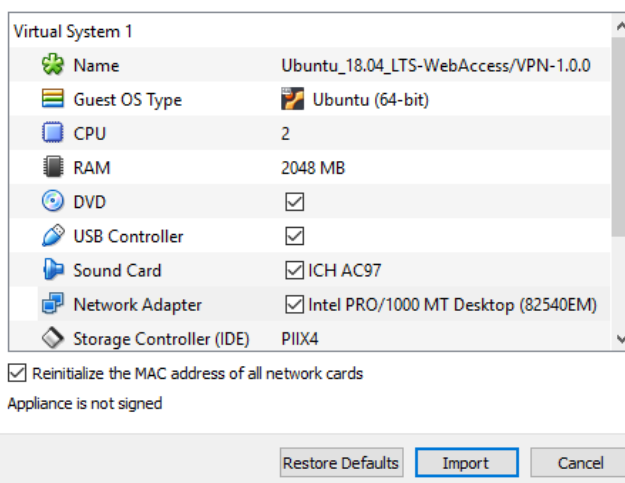 Virtual System 1
Name Ubuntu_18.04_LTS-WebAccess/VPN-1.0.0
Guest OS Type Ubuntu (64-bit)
CPU 2
RAM 2048 MB
DVD
USB Controller
Sound Card ICH AC97
Network Adapter Intel PRO/1000 MT Desktop (82540EM)
Storage Controller (IDE) PIIX4
Reinitialize the MAC address of all network cards
Appliance is not signed
Restore Defaults Import Cancel